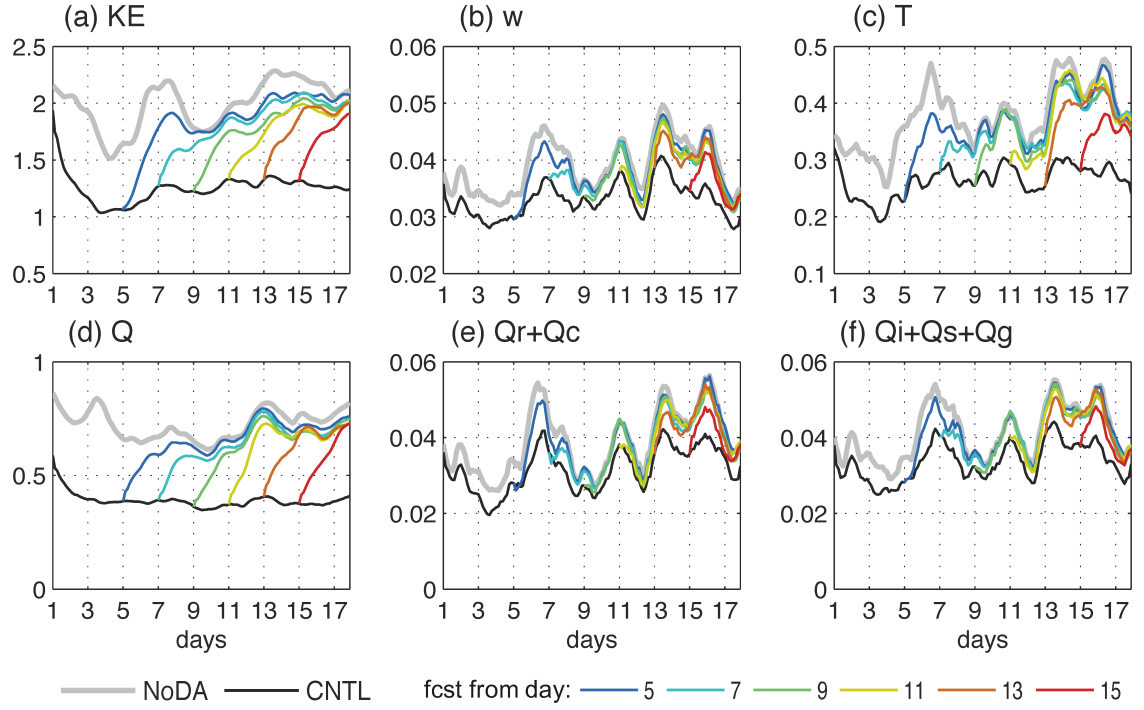 (a) KE
(b) w
(c) T
2.5
2
1.5
1
0.5
1 3 5 7 9 11 13 15 17
0.06
0.05
0.04
0.03
0.02
1 3 5 7 9 11 13 15 17
0.5
0.4
0.3
0.2
0.1
1 3 5 7 9 11 13 15 17
(d) Q
(e) Qr+Qc
(f) Qi+Qs+Qg
1
0.5
0
1 3 5 7 9 11 13 15 17
days
0.06
0.04
0.02
0
1 3 5 7 9 11 13 15 17
days
0.06
0.04
0.02
0
1 3 5 7 9 11 13 15 17
days
NoDA CNTL fcst from day: 5 7 9 11 13 15